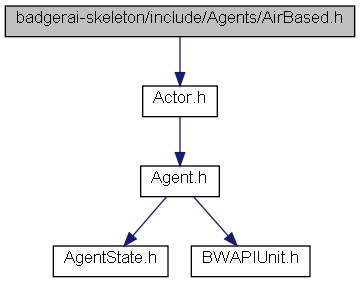 badgerai-skeleton/include/Agents/AirBased.h
Actor.h
Agent.h
AgentState.h
BWAPIUnit.h